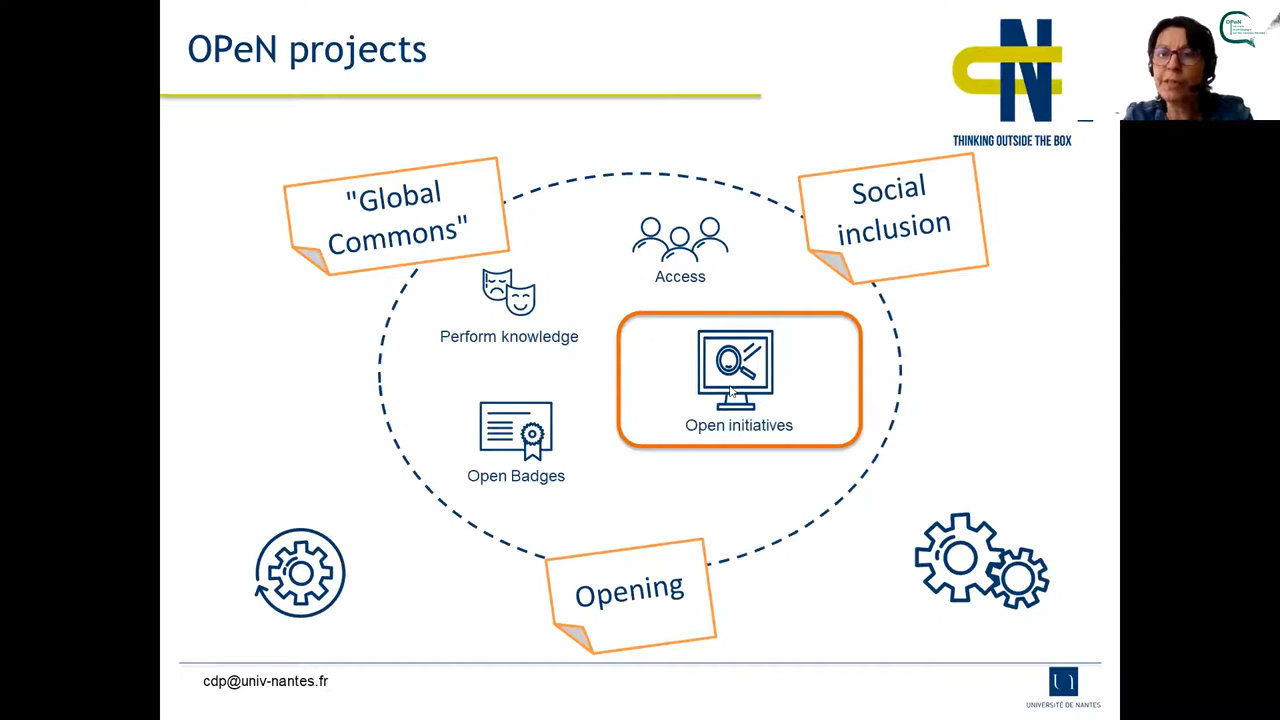 OPeN projects
THINKING OUTSIDE THE BOX
"Global
Commons"
Social
inclusion
Access
Perform knowledge
Open initiatives
Open Badges
Opening
cdp@univ-nantes.fr
UNIVERSITÉ DE NANTES
OPeN